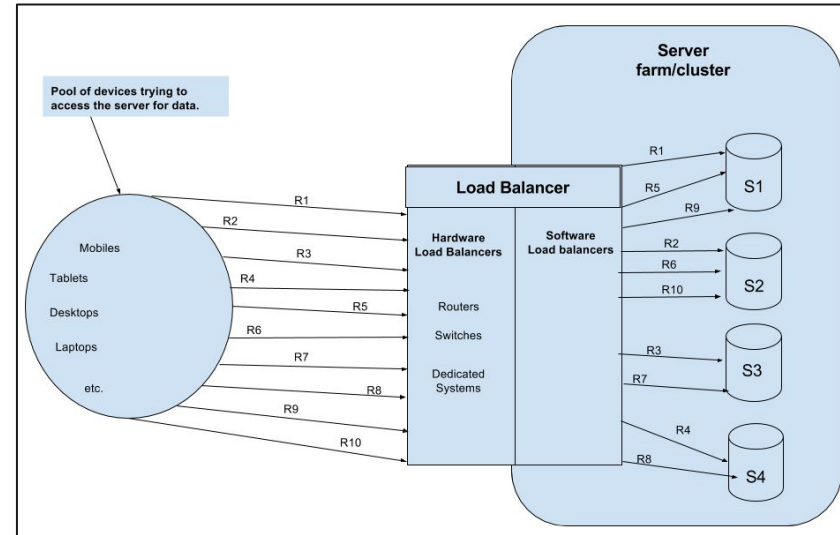 Server
farm/cluster
Pool of devices trying to
access the server for data.
Load Balancer
Hardware
Load Balancers
Software
Load balancers
Routers
Switches
Dedicated
Systems
Mobiles
Tablets
Desktops
Laptops
etc.
R1
R2
R3
R4
R5
R6
R7
R8
R9
R10
R1
R5
R9
S1
R2
R6
R10
S2
R3
R7
S3
R4
R8
S4